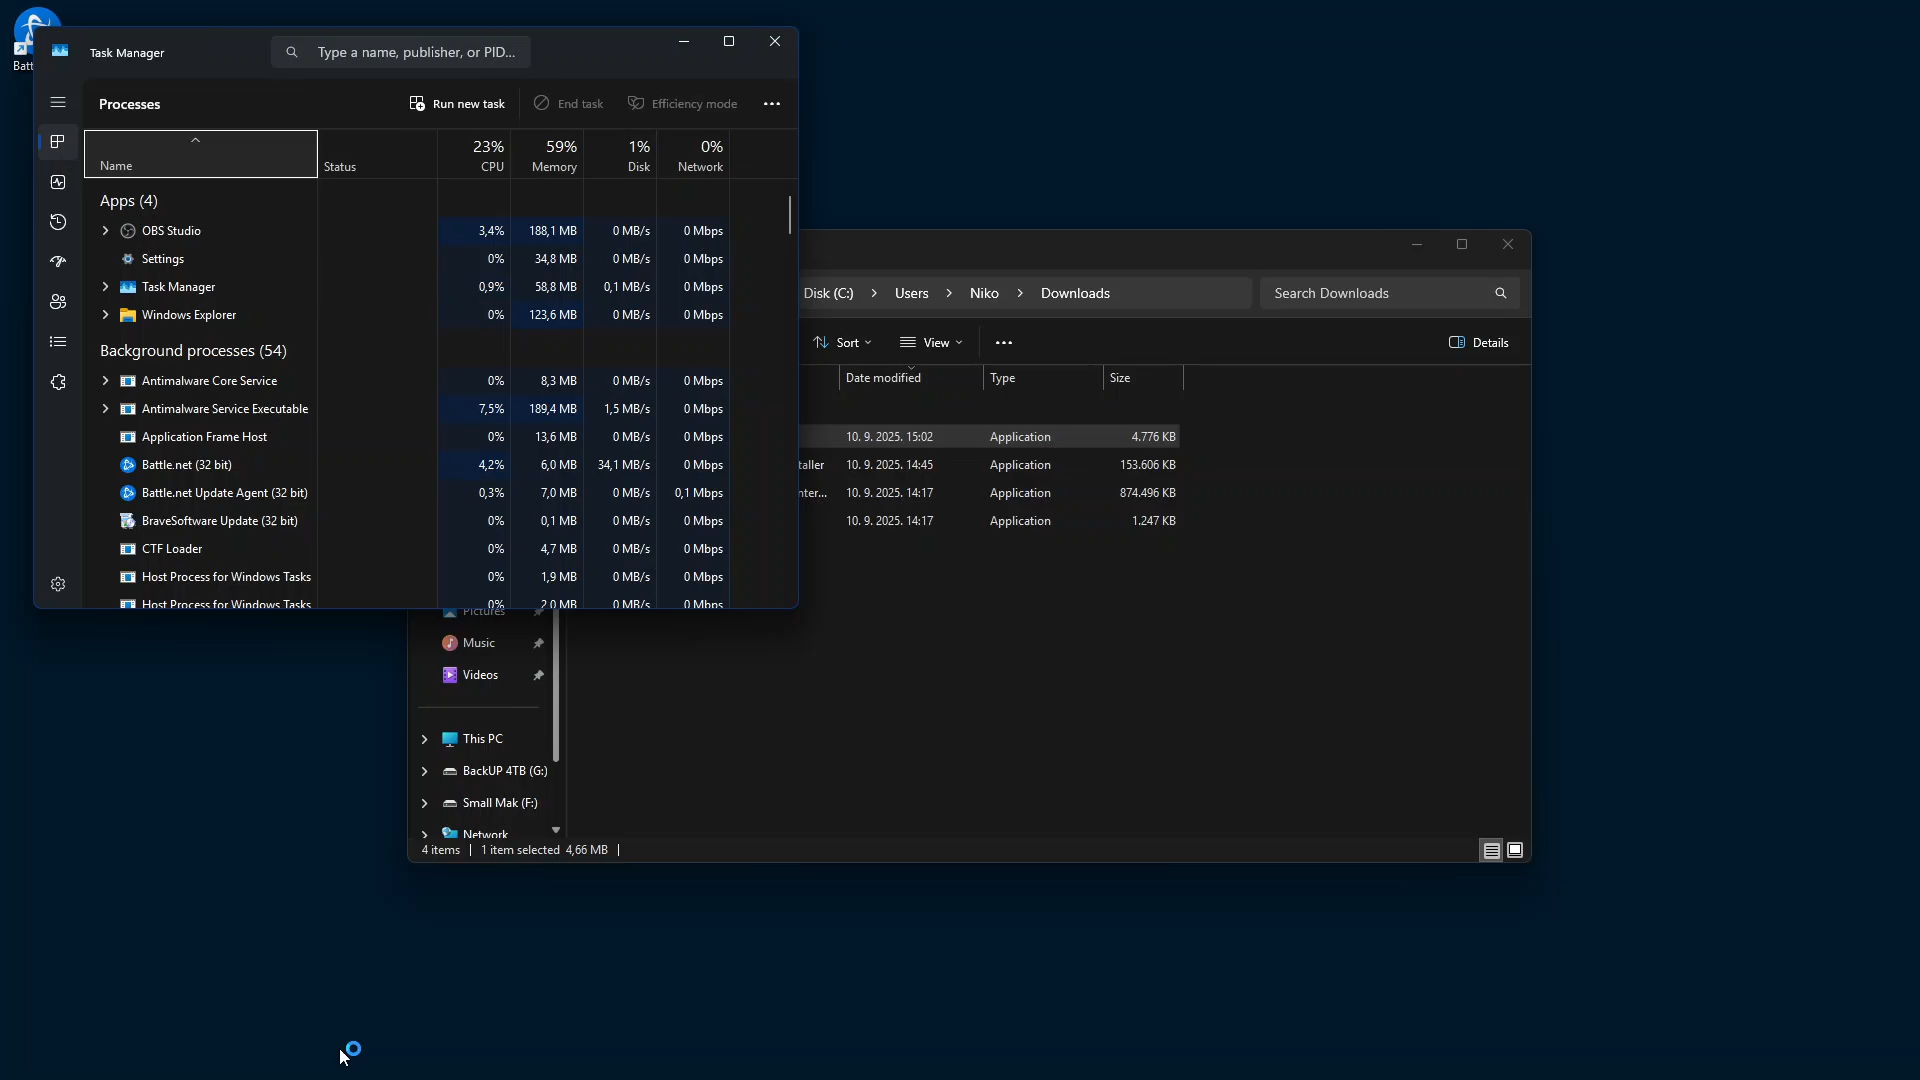 Batt
Task Manager
Type a name, publisher, or PID...
Processes
Run new task
End task
Efficiency mode
Name
Status
23% CPU
59% Memory
1% Disk
0% Network
Apps (4)
OBS Studio 3,4% 188,1 MB 0 MB/s 0 Mbps
Settings 0% 34,8 MB 0 MB/s 0 Mbps
Task Manager 0,9% 58,8 MB 0,1 MB/s 0 Mbps
Windows Explorer 0% 123,6 MB 0 MB/s 0 Mbps
Background processes (54)
Antimalware Core Service 0% 8,3 MB 0 MB/s 0 Mbps
Antimalware Service Executable 7,5% 189,4 MB 1,5 MB/s 0 Mbps
Application Frame Host 0% 13,6 MB 0 MB/s 0 Mbps
Battle.net (32 bit) 4,2% 6,0 MB 34,1 MB/s 0 Mbps
Battle.net Update Agent (32 bit) 0,3% 7,0 MB 0 MB/s 0,1 Mbps
BraveSoftware Update (32 bit) 0% 0,1 MB 0 MB/s 0 Mbps
CTF Loader 0% 4,7 MB 0 MB/s 0 Mbps
Host Process for Windows Tasks 0% 1,9 MB 0 MB/s 0 Mbps
Host Process for Windows Tasks 0% 2,0 MB 0 MB/s 0 Mbps
Disk (C:) Users Niko Downloads
Search Downloads
Sort
View
Details
Date modified Type Size
10. 9. 2025. 15:02 Application 4.776 KB
taller 10. 9. 2025. 14:45 Application 153.606 KB
nter... 10. 9. 2025. 14:17 Application 874.496 KB
10. 9. 2025. 14:17 Application 1.247 KB
Pictures
Music
Videos
This PC
BackUP 4TB (G:)
Small Mak (F:)
Network
4 items 1 item selected 4,66 MB